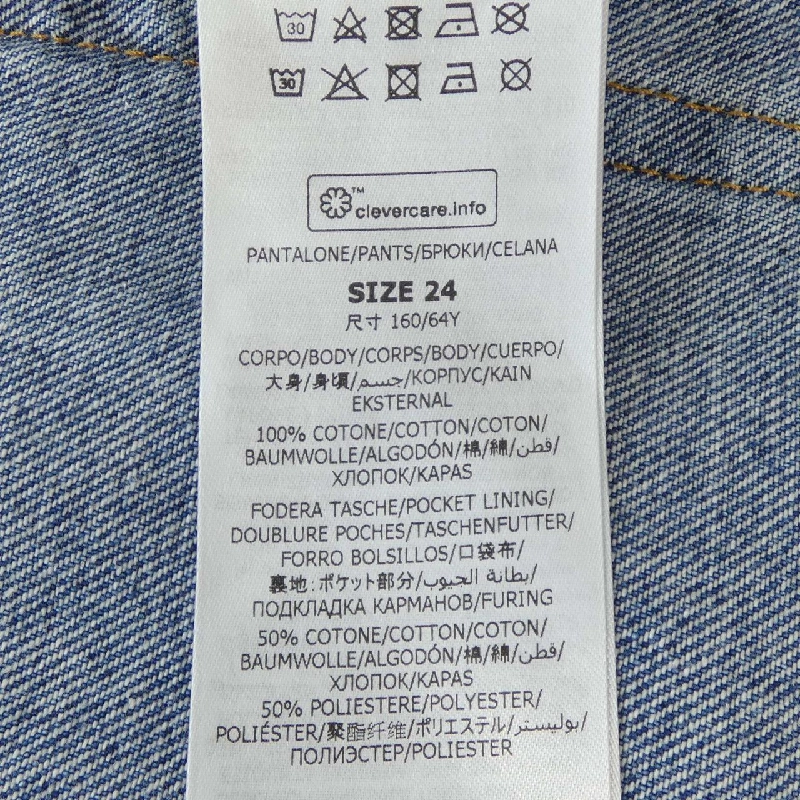 30
30
™
clevercare.info
PANTALONE/PANTS/БРЮКИ/CELANA
SIZE 24
尺寸 160/64Y
CORPO/BODY/CORPS/BODY/CUERPO/
大身/身頃/جسم/КОРПУС/KAIN
EKSTERNAL
100% COTONE/COTTON/COTON/
BAUMWOLLE/ALGODÓN/棉/綿/قطن/
ХЛОПОК/KAPAS
FODERA TASCHE/POCKET LINING/
DOUBLURE POCHES/TASCHENFUTTER/
FORRO BOLSILLOS/口袋布/
裏地:ポケット部分/بطانة الجيوب/
ПОДКЛАДКА КАРМАНОВ/FURING
50% COTONE/COTTON/COTON/
BAUMWOLLE/ALGODÓN/棉/綿/قطن/
ХЛОПОК/KAPAS
50% POLIESTERE/POLYESTER/
POLIÉSTER/聚酯纤维/ポリエステル/بوليستر/
ПОЛИЭСТЕР/POLIESTER